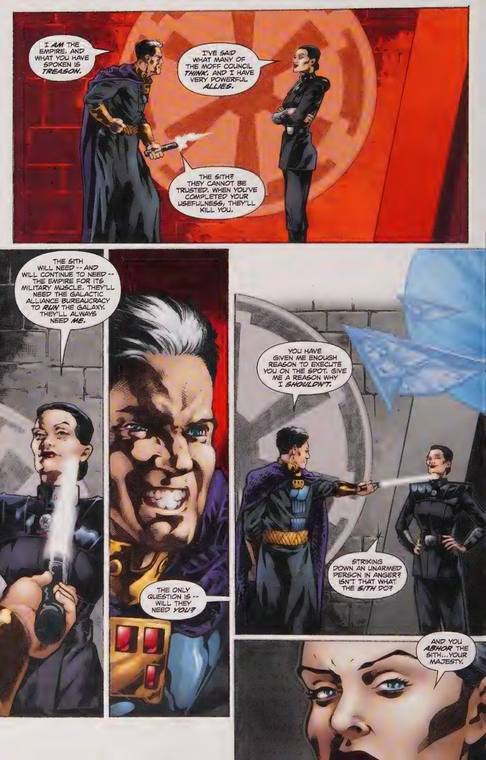 I AM THE
EMPIRE. AND
WHAT YOU HAVE
SPOKEN IS
TREASON.
I'VE SAID
WHAT MANY OF
THE MOFF COUNCIL
THINK. AND I HAVE
VERY POWERFUL
ALLIES.
THE SITH?
THEY CANNOT BE
TRUSTED. WHEN YOU'VE
COMPLETED YOUR
USEFULNESS, THEY'LL
KILL YOU.
THE SITH
WILL NEED -- AND
WILL CONTINUE TO NEED --
THE EMPIRE FOR ITS
MILITARY MUSCLE. THEY'LL
NEED THE GALACTIC
ALLIANCE BUREAUCRACY
TO RUN THE GALAXY.
THEY'LL ALWAYS
NEED ME.
THE ONLY
QUESTION IS --
WILL THEY
NEED YOU?
YOU HAVE
GIVEN ME ENOUGH
REASON TO EXECUTE
YOU ON THE SPOT. GIVE
ME A REASON WHY
I SHOULDN'T.
STRIKING
DOWN AN UNARMED
PERSON IN ANGER?
ISN'T THAT WHAT
THE SITH DO?
AND YOU
ABHOR THE
SITH...YOUR
MAJESTY.